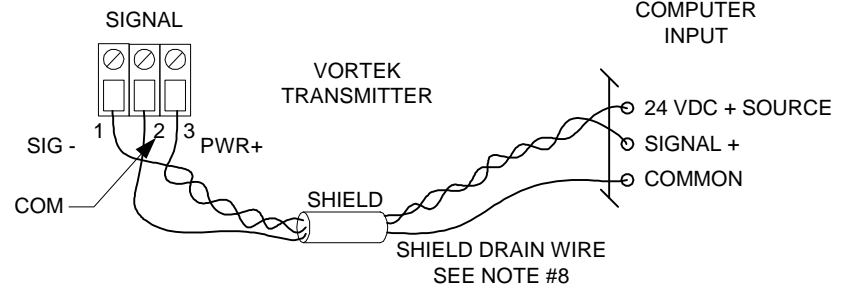 SIGNAL
COMPUTER
INPUT
VORTEK
TRANSMITTER
24 VDC + SOURCE
SIGNAL +
COMMON
1 2 3
SIG -
PWR+
COM
SHIELD
SHIELD DRAIN WIRE
SEE NOTE #8